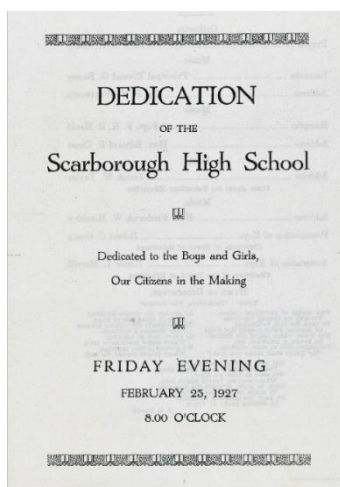 DEDICATION
OF THE
Scarborough High School
Dedicated to the Boys and Girls,
Our Citizens in the Making
FRIDAY EVENING
FEBRUARY 25, 1927
8.00 O'CLOCK